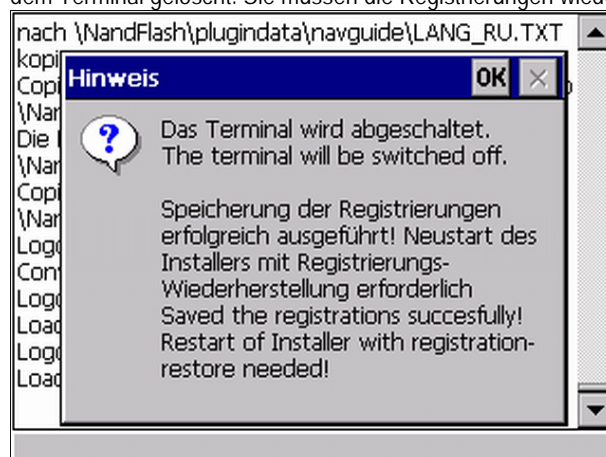 dem Terminal gelöscht. Sie müssen die Registrierungen
nach \NandFlash\plugindata\navguide\LANG_RU.TXT
Hinweis OK
Das Terminal wird abgeschaltet.
The terminal will be switched off.
Speicherung der Registrierungen
erfolgreich ausgeführt! Neustart des
Installers mit Registrierungs-
Wiederherstellung erforderlich
Saved the registrations succesfully!
Restart of Installer with registration-
restore needed!
Die